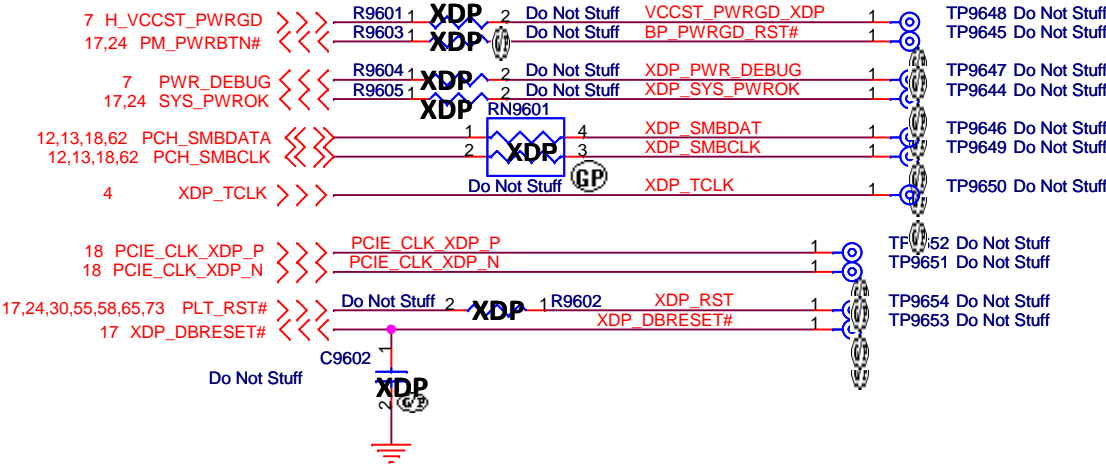 7 H_VCCST_PWRGD R9601 1 XDP 2 Do Not Stuff VCCST_PWRGD_XDP 1 TP9648 Do Not Stuff
17,24 PM_PWRBTN# R9603 1 XDP 2 GP Do Not Stuff BP_PWRGD_RST# 1 TP9645 Do Not Stuff
7 PWR_DEBUG R9604 1 XDP 2 Do Not Stuff XDP_PWR_DEBUG 1 TP9647 Do Not Stuff
17,24 SYS_PWROK R9605 1 XDP 2 Do Not Stuff XDP_SYS_PWROK 1 TP9644 Do Not Stuff
RN9601
12,13,18,62 PCH_SMBDATA 1 4 XDP_SMBDAT 1 TP9646 Do Not Stuff
12,13,18,62 PCH_SMBCLK 2 XDP 3 XDP_SMBCLK 1 TP9649 Do Not Stuff
Do Not Stuff GP
4 XDP_TCLK XDP_TCLK 1 TP9650 Do Not Stuff
18 PCIE_CLK_XDP_P PCIE_CLK_XDP_P 1 Do Not Stuff
18 PCIE_CLK_XDP_N PCIE_CLK_XDP_N 1 TP9651 Do Not Stuff
17,24,30,55,58,65,73 PLT_RST# Do Not Stuff 2 XDP 1 R9602 XDP_RST 1 TP9654 Do Not Stuff
17 XDP_DBRESET# XDP_DBRESET# 1 TP9653 Do Not Stuff
1
C9602
Do Not Stuff
XDP
2 GP